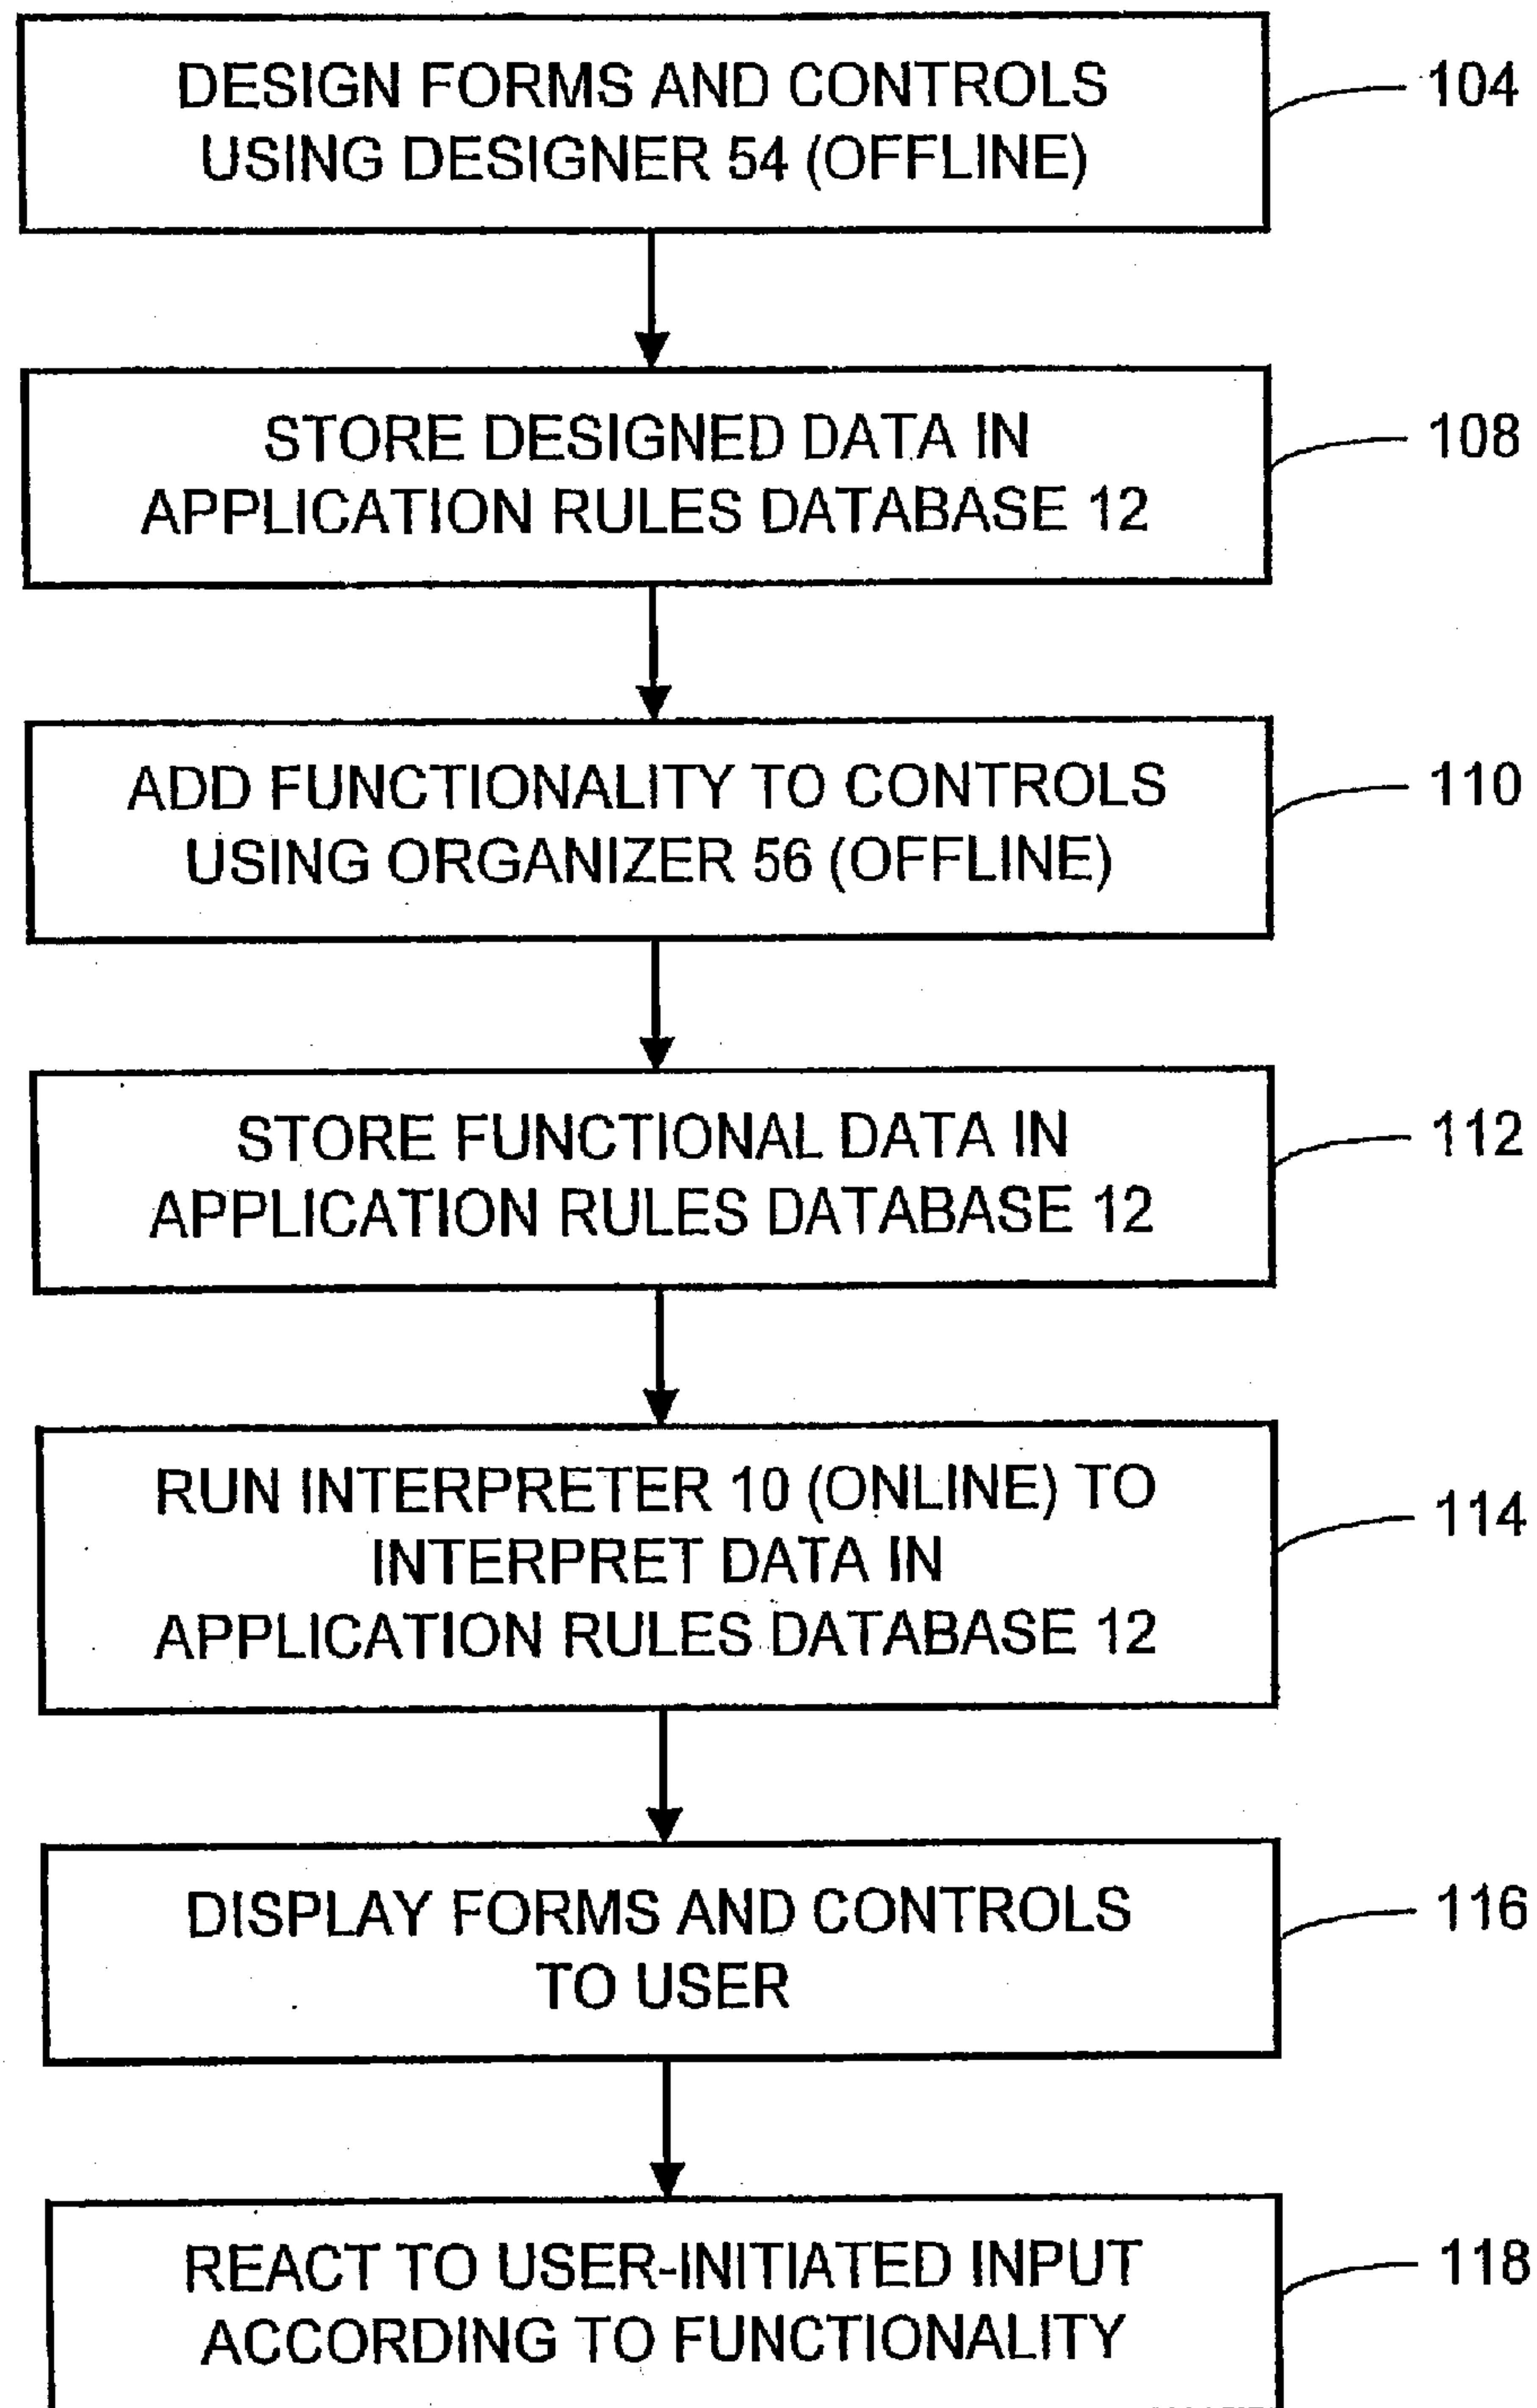 DESIGN FORMS AND CONTROLS
USING DESIGNER 54 (OFFLINE)
104
STORE DESIGNED DATA IN
APPLICATION RULES DATABASE 12
108
ADD FUNCTIONALITY TO CONTROLS
USING ORGANIZER 56 (OFFLINE)
110
STORE FUNCTIONAL DATA IN
APPLICATION RULES DATABASE 12
112
RUN INTERPRETER 10 (ONLINE) TO
INTERPRET DATA IN
APPLICATION RULES DATABASE 12
114
DISPLAY FORMS AND CONTROLS
TO USER
116
REACT TO USER-INITIATED INPUT
ACCORDING TO FUNCTIONALITY
118